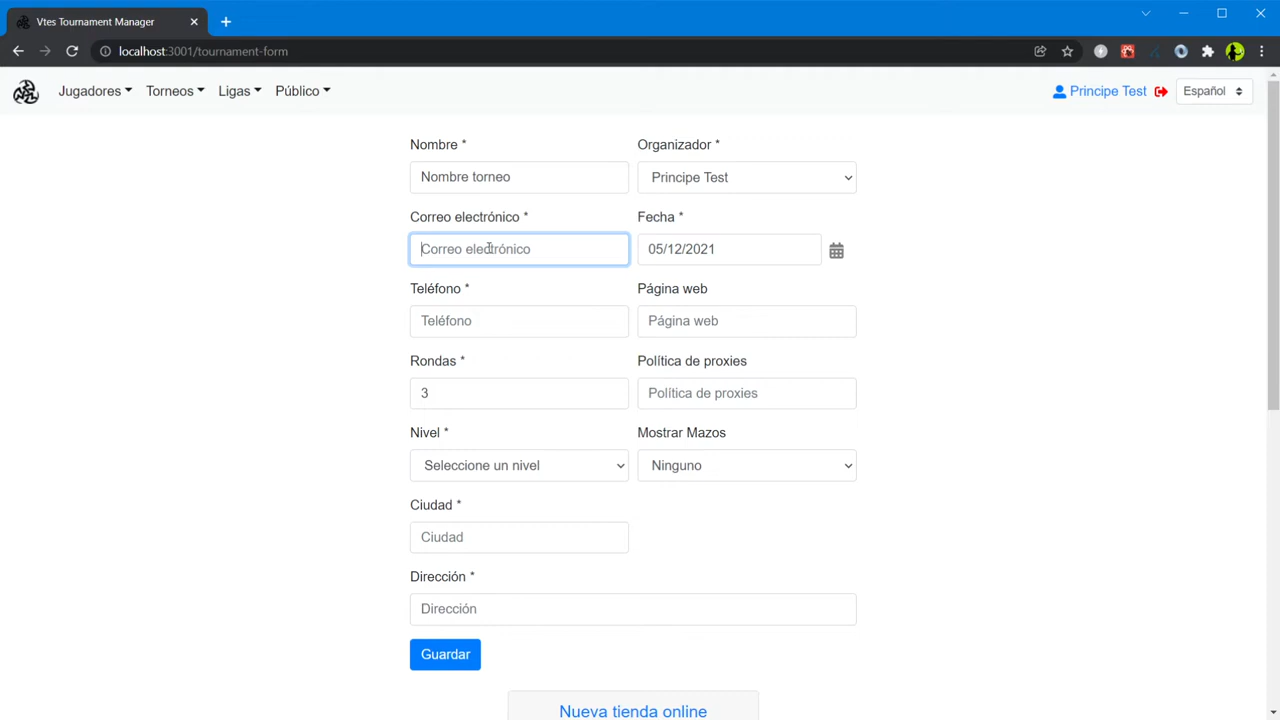 Vtes Tournament Manager
localhost:3001/tournament-form
Jugadores Torneos Ligas Público Principe Test Español
Nombre * Organizador *
Nombre torneo Principe Test
Correo electrónico * Fecha *
Correo electrónico 05/12/2021
Teléfono * Página web
Teléfono Página web
Rondas * Política de proxies
3 Política de proxies
Nivel * Mostrar Mazos
Seleccione un nivel Ninguno
Ciudad *
Ciudad
Dirección *
Dirección
Guardar
Nueva tienda online